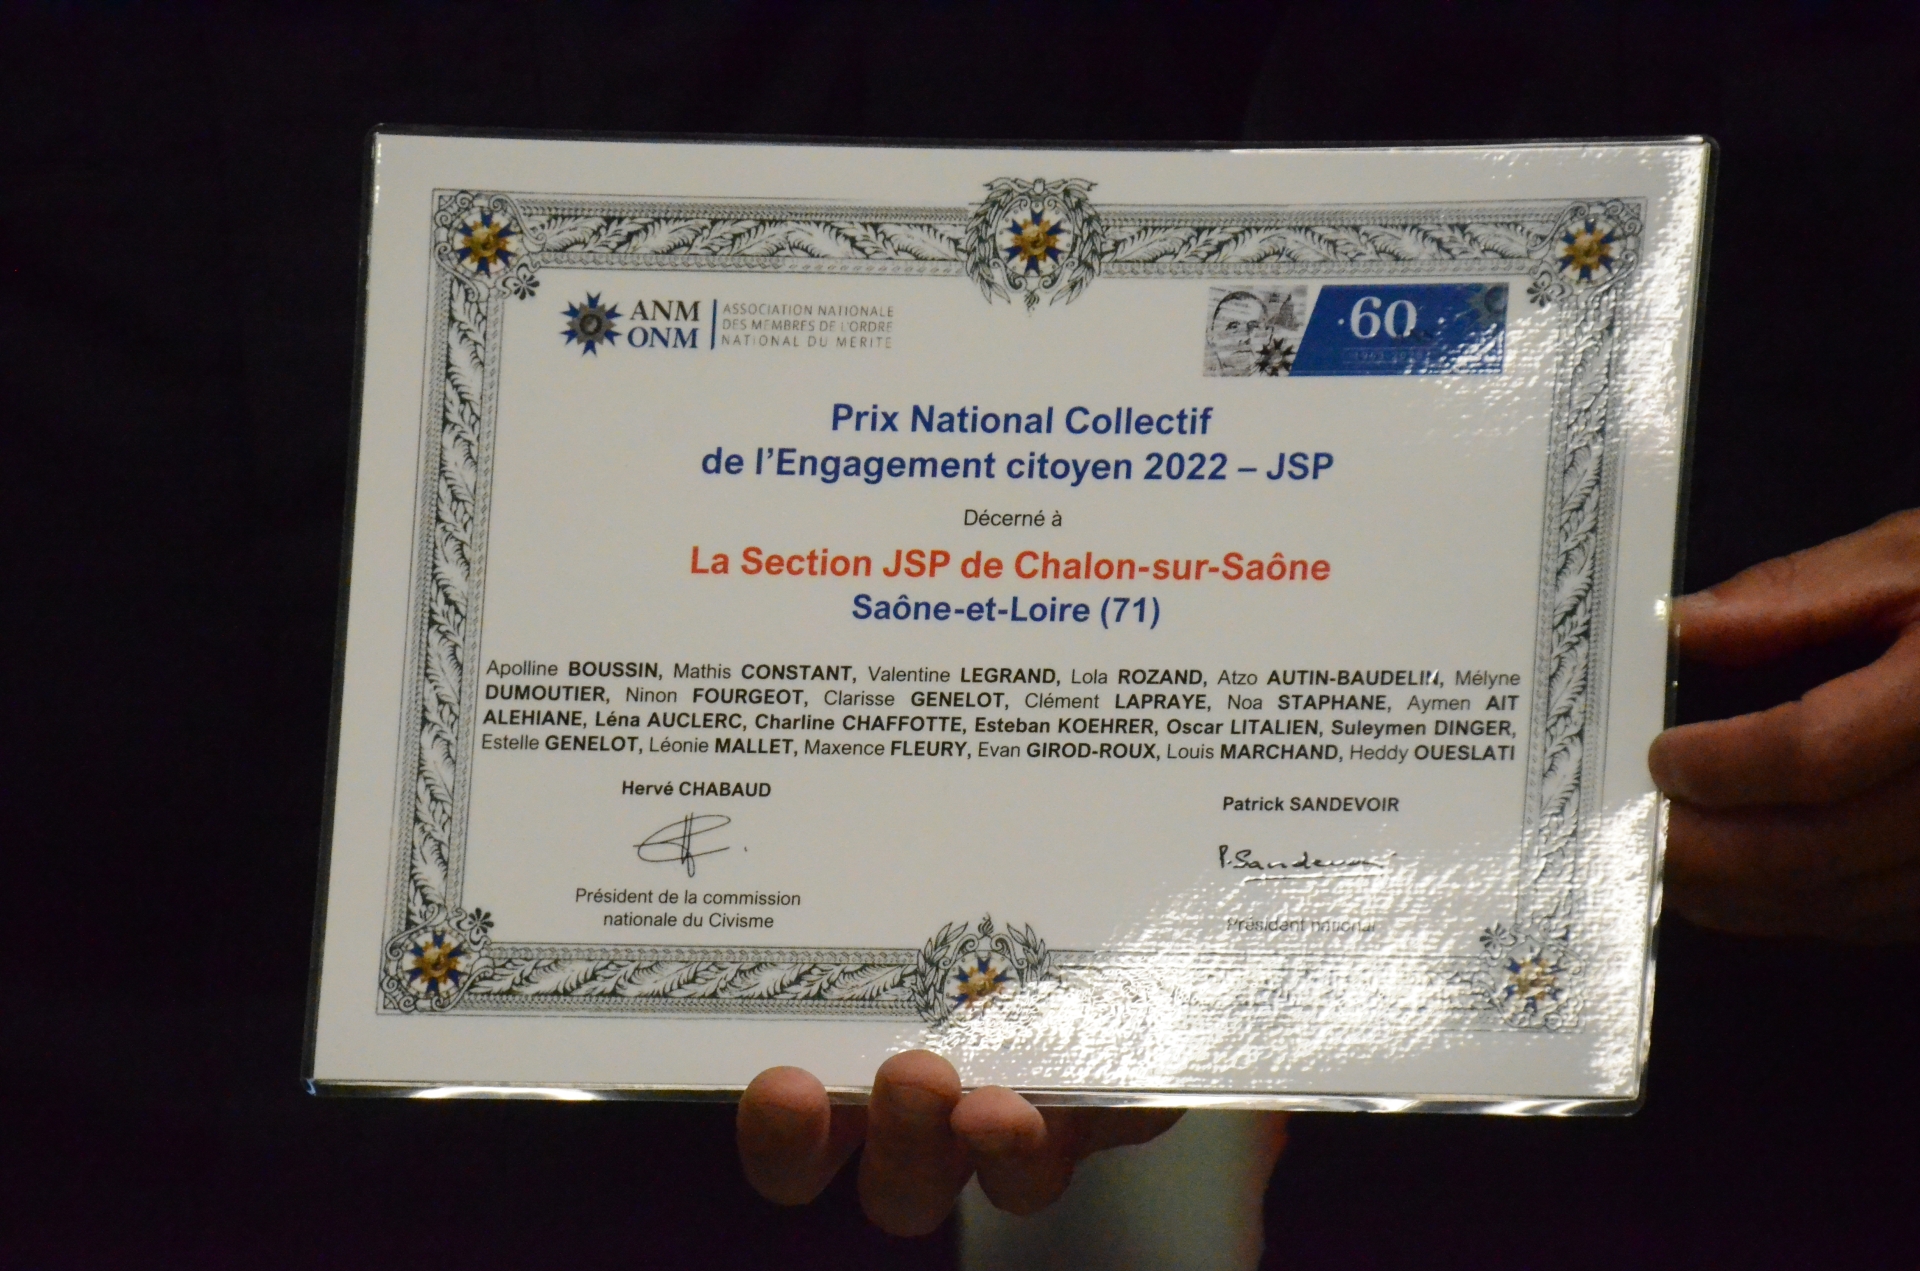 ANM
ONM
ASSOCIATION NATIONALE
DES MEMBRES DE L'ORDRE
NATIONAL DU MÉRITE
· 60 ·
Prix National Collectif
de l'Engagement citoyen 2022 – JSP
Décerné à
La Section JSP de Chalon-sur-Saône
Saône-et-Loire (71)
Apolline BOUSSIN, Mathis CONSTANT, Valentine LEGRAND, Lola ROZAND, Atzo AUTIN-BAUDELIN, Mélyne
DUMOUTIER, Ninon FOURGEOT, Clarisse GENELOT, Clément LAPRAYE, Noa STAPHANE, Aymen AIT
ALEHIANE, Léna AUCLERC, Charline CHAFFOTTE, Esteban KOEHRER, Oscar LITALIEN, Suleymen DINGER,
Estelle GENELOT, Léonie MALLET, Maxence FLEURY, Evan GIROD-ROUX, Louis MARCHAND, Heddy OUESLATI
Hervé CHABAUD
Patrick SANDEVOIR
P. Sandevoir
Président de la commission
nationale du Civisme
Président national